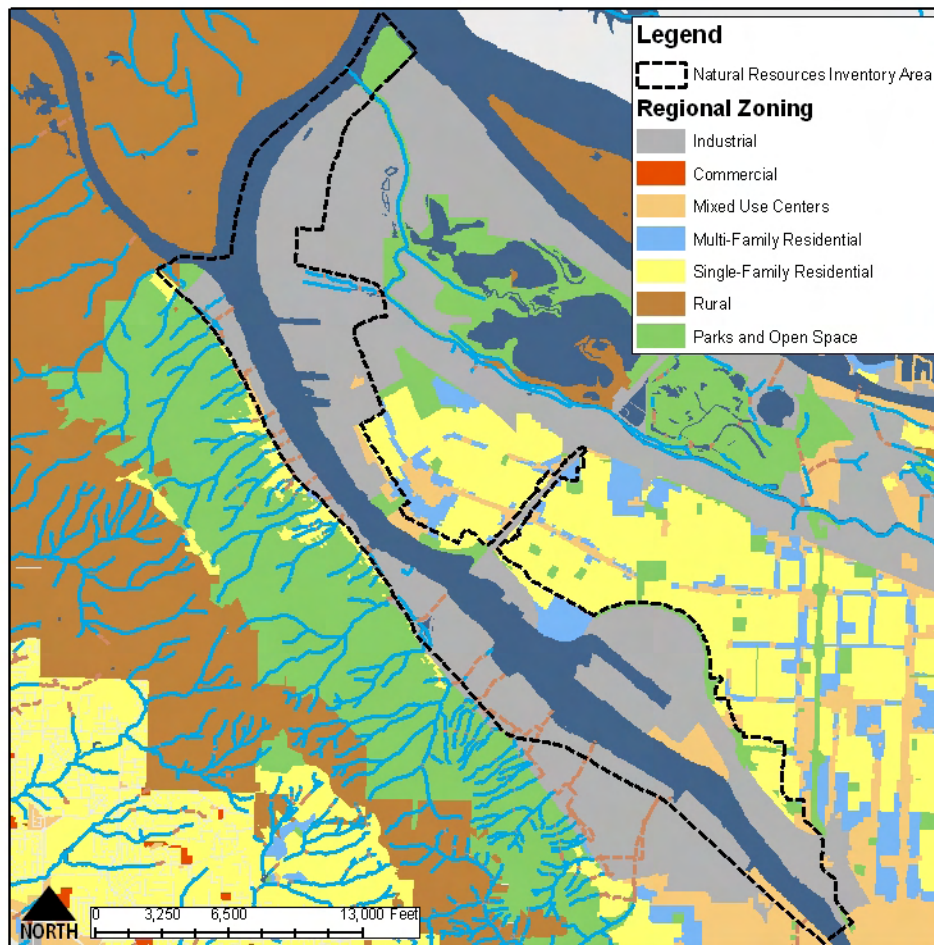 Legend
Natural Resources Inventory Area
Regional Zoning
Industrial
Commercial
Mixed Use Centers
Multi-Family Residential
Single-Family Residential
Rural
Parks and Open Space
NORTH
0 3,250 6,500 13,000 Feet